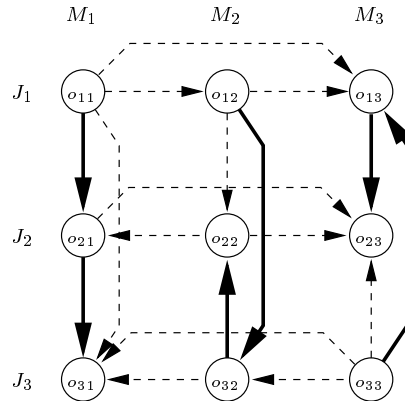 M₁ M₂ M₃
J₁ o₁₁ o₁₂ o₁₃
J₂ o₂₁ o₂₂ o₂₃
J₃ o₃₁ o₃₂ o₃₃